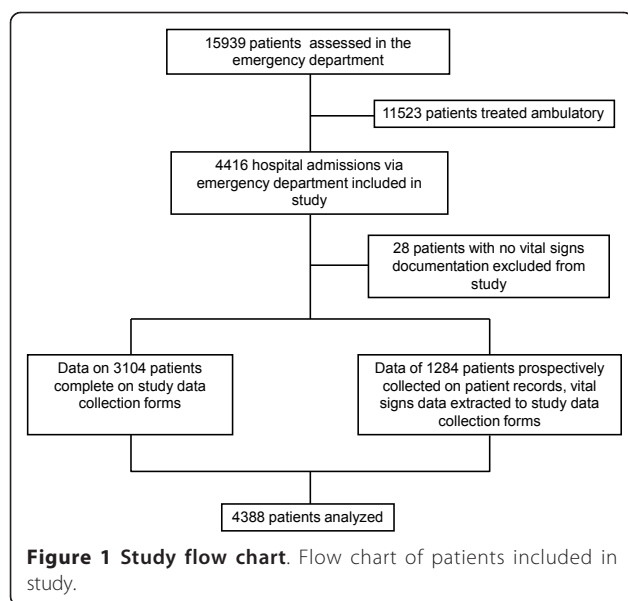 15939 patients assessed in the
emergency department
11523 patients treated ambulatory
4416 hospital admissions via
emergency department included in
study
28 patients with no vital signs
documentation excluded from
study
Data on 3104 patients
complete on study data
collection forms
Data of 1284 patients prospectively
collected on patient records, vital
signs data extracted to study data
collection forms
4388 patients analyzed
Figure 1 Study flow chart. Flow chart of patients included in
study.